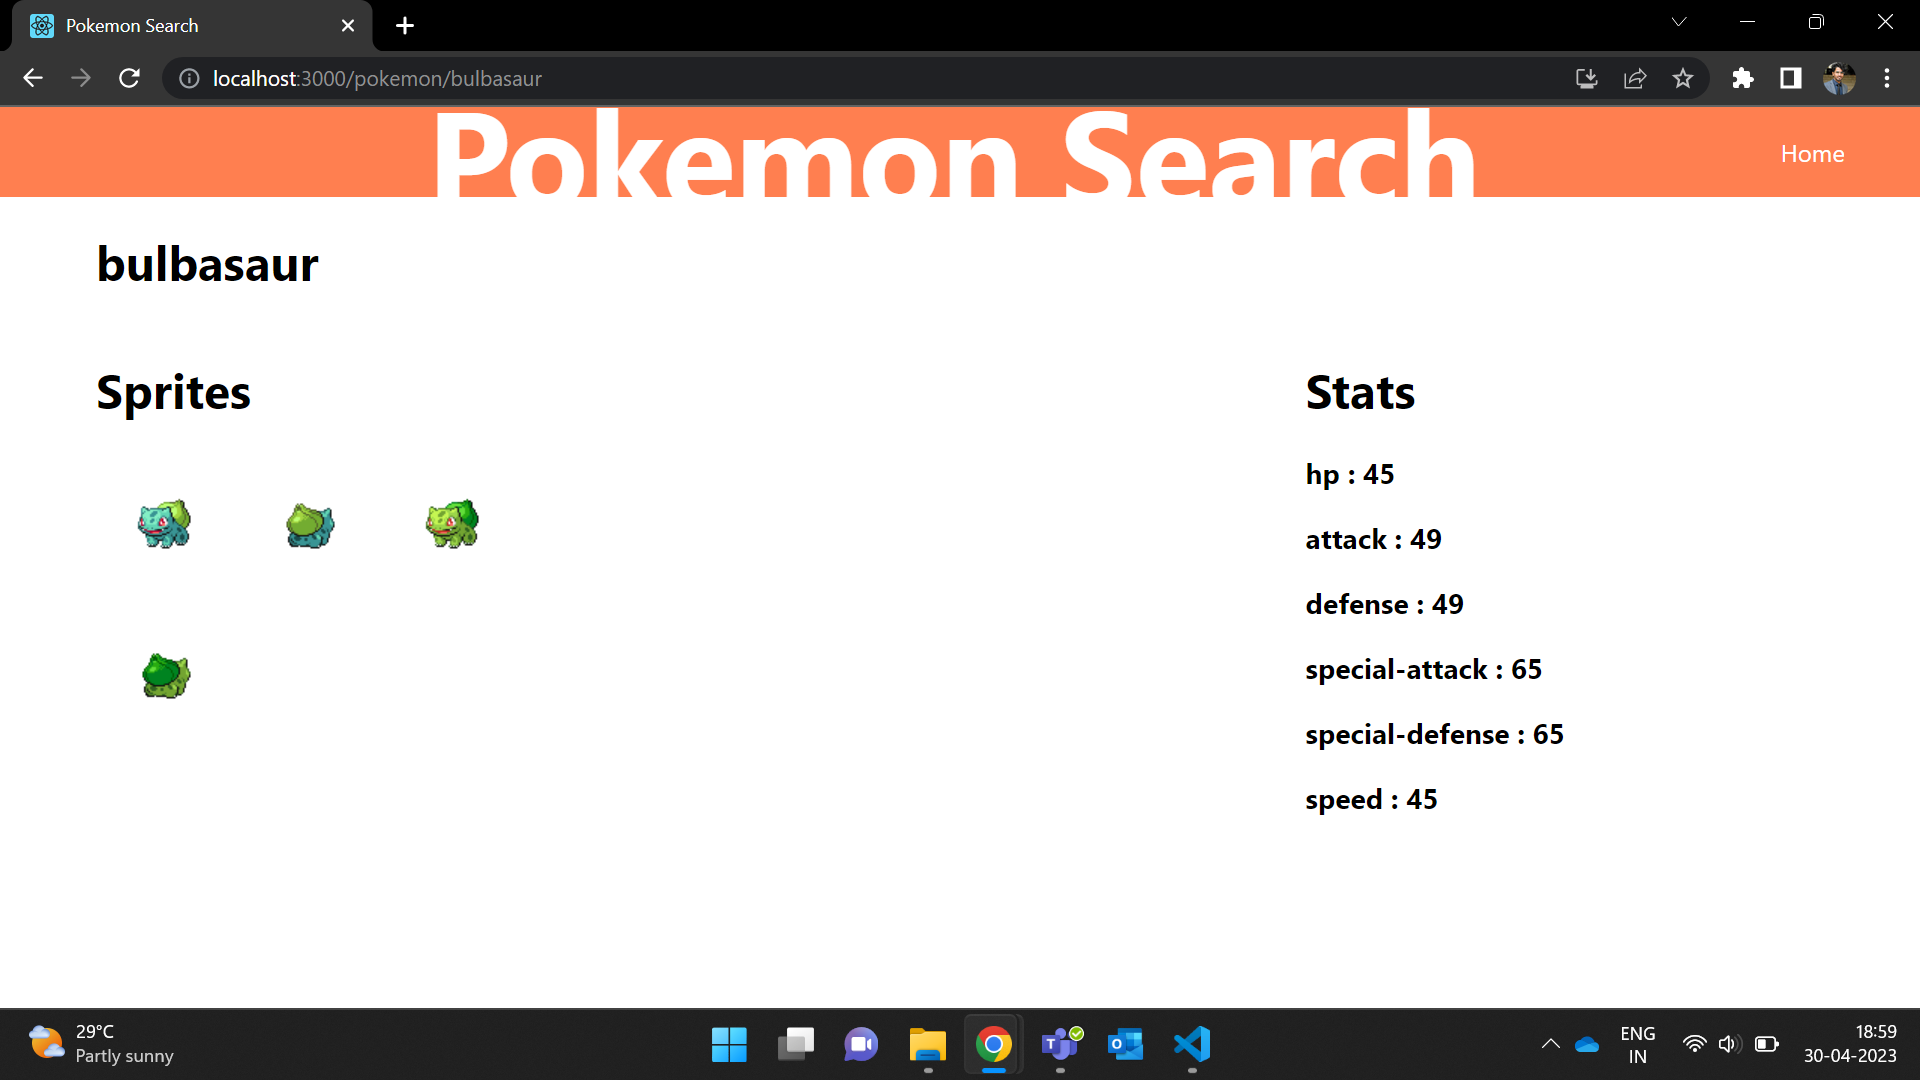 Pokemon Search
localhost:3000/pokemon/bulbasaur
Pokemon Search
Home
bulbasaur
Sprites
Stats
hp : 45
attack : 49
defense : 49
special-attack : 65
special-defense : 65
speed : 45
29°C
Partly sunny
ENG
IN
18:59
30-04-2023